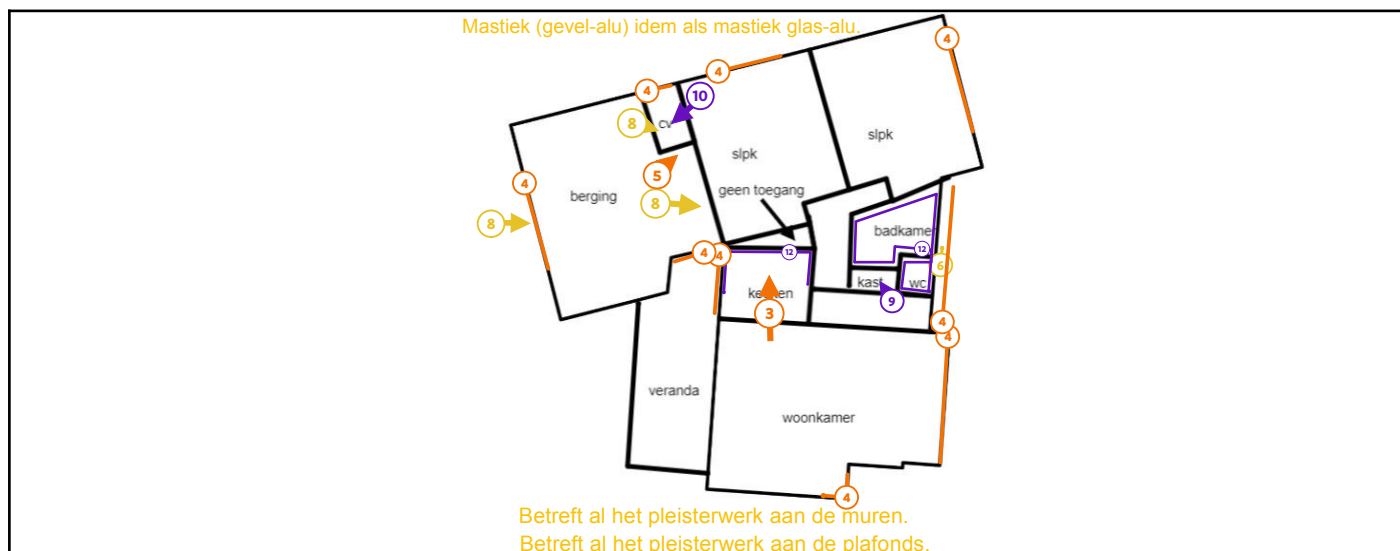 Mastiek (gevel-alu) idem als mastiek glas-alu.
4
4
4
10
8
cv
slpk
slpk
5
geen toegang
4
berging
8
8
badkamer
4
4
12
12
6
kast
wc
keuken
9
3
4
4
veranda
woonkamer
4
Betreft al het pleisterwerk aan de muren.
Betreft al het pleisterwerk aan de plafonds.